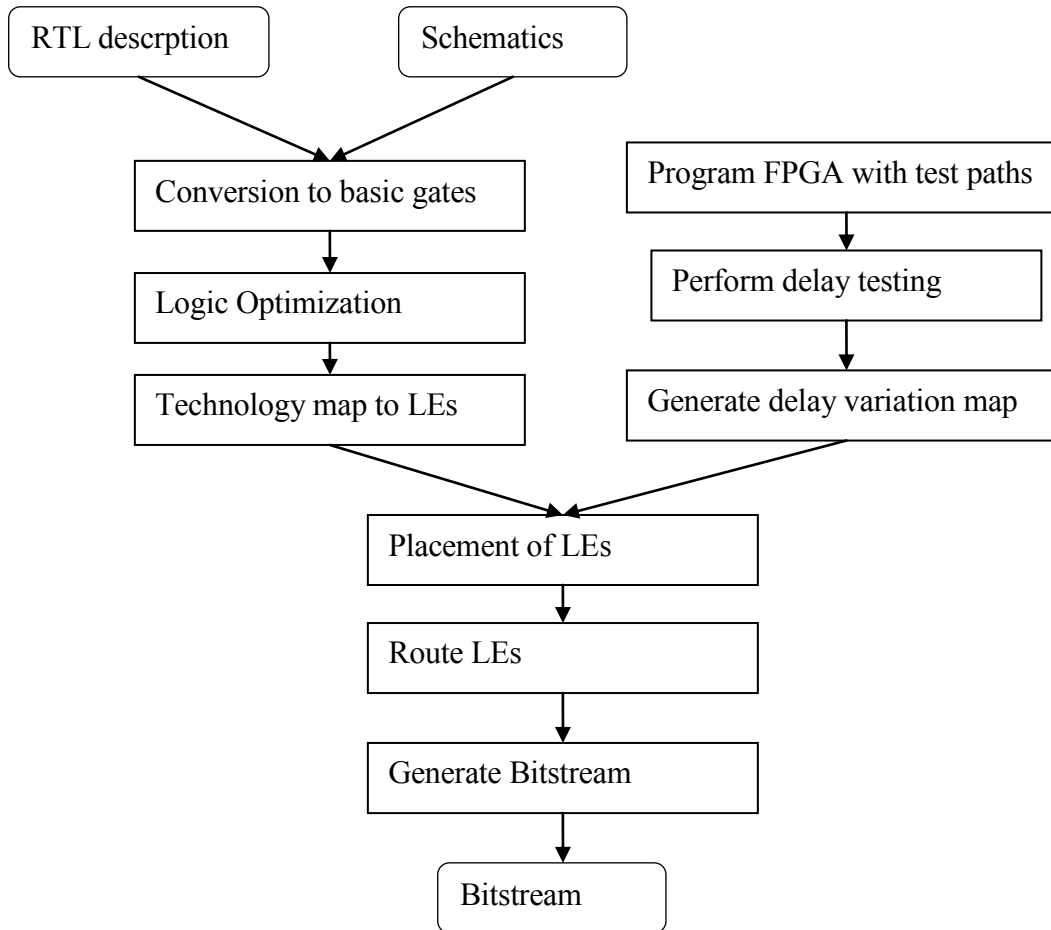 RTL descrption
Schematics
Conversion to basic gates
Program FPGA with test paths
Logic Optimization
Perform delay testing
Technology map to LEs
Generate delay variation map
Placement of LEs
Route LEs
Generate Bitstream
Bitstream